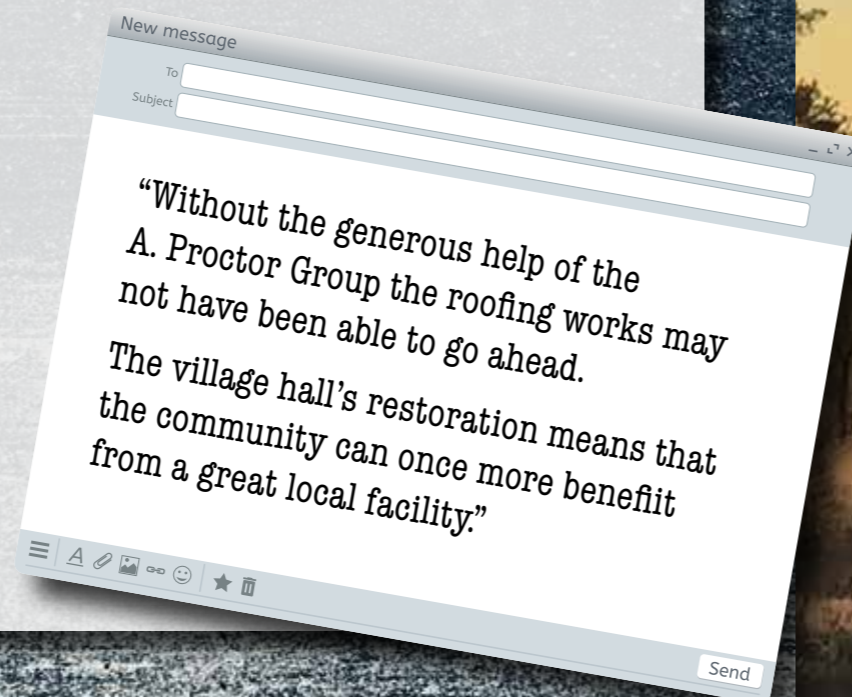 New message
To
Subject
“Without the generous help of the
A. Proctor Group the roofing works may
not have been able to go ahead.
The village hall’s restoration means that
the community can once more benefiit
from a great local facility.”
Send